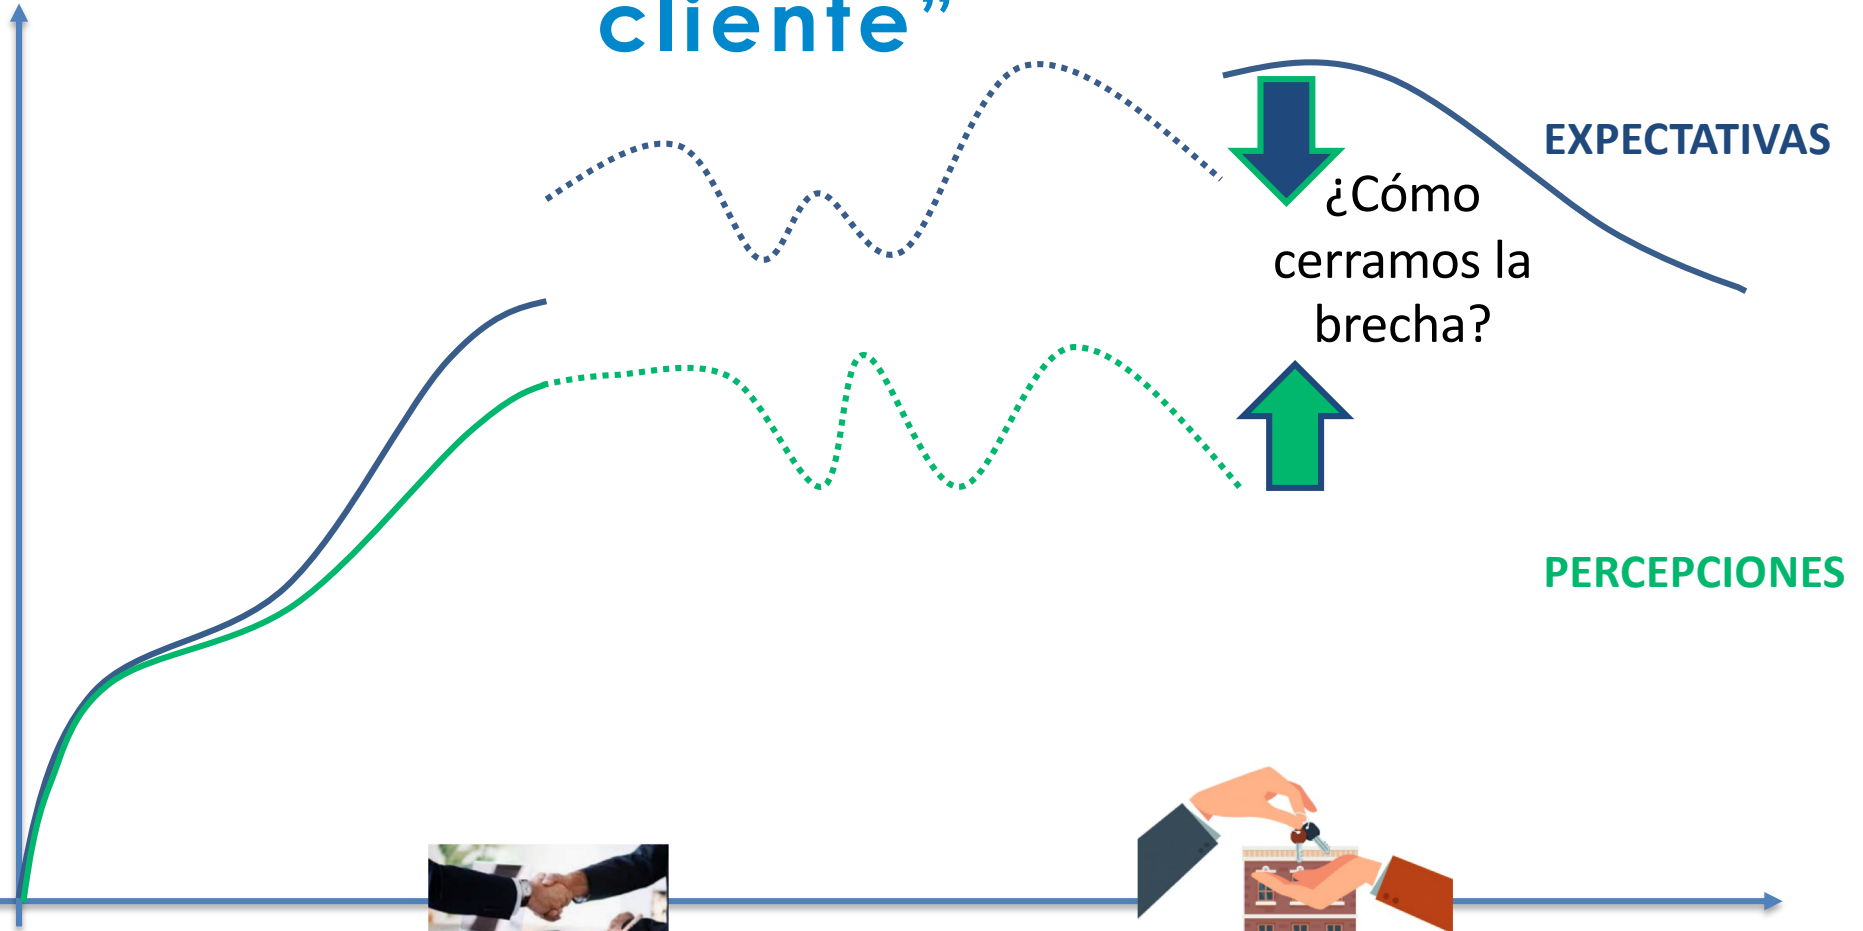 cliente”
EXPECTATIVAS
¿Cómo
cerramos la
brecha?
PERCEPCIONES